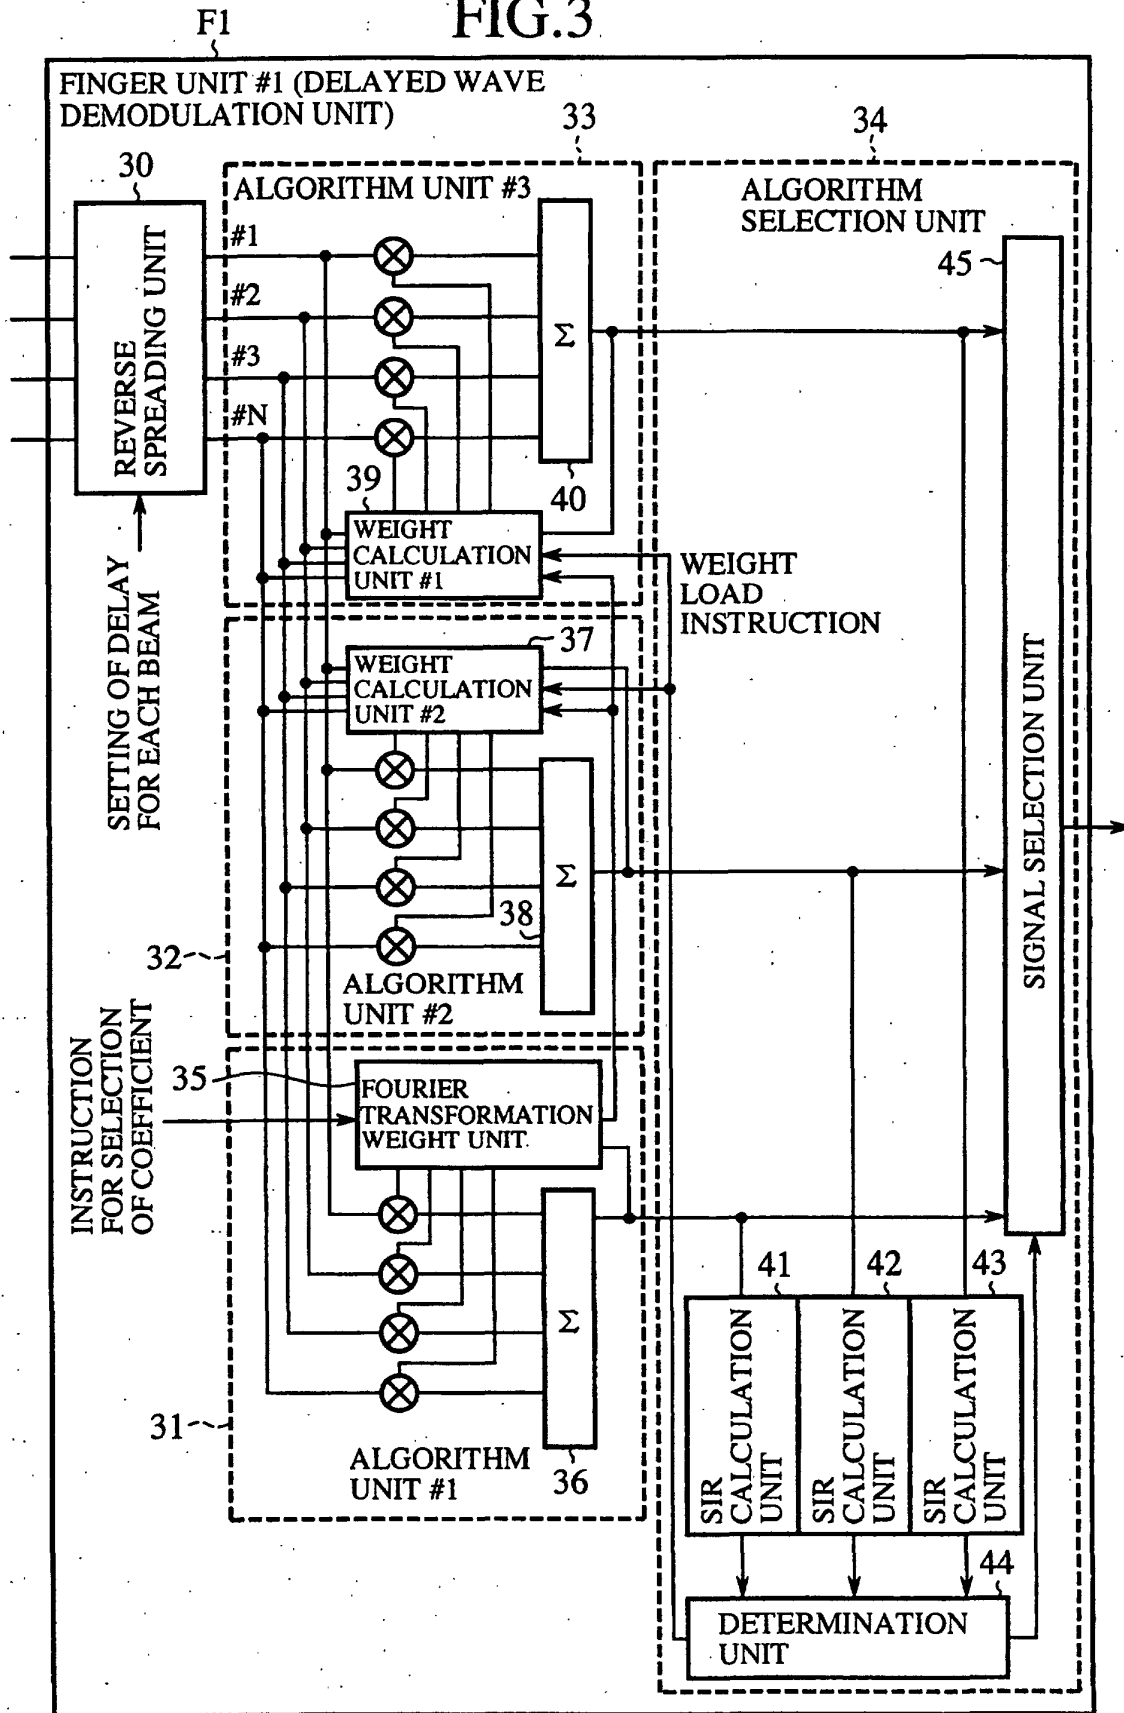 FIG.3
F1
FINGER UNIT #1 (DELAYED WAVE
DEMODULATION UNIT)
33
34
30
ALGORITHM UNIT #3
ALGORITHM
SELECTION UNIT
REVERSE
SPREADING UNIT
#1
#2
#3
#N
Σ
45
39
40
WEIGHT
CALCULATION
UNIT #1
WEIGHT
LOAD
INSTRUCTION
SETTING OF DELAY
FOR EACH BEAM
37
WEIGHT
CALCULATION
UNIT #2
SIGNAL SELECTION UNIT
Σ
38
32
ALGORITHM
UNIT #2
INSTRUCTION
FOR SELECTION
OF COEFFICIENT
35
FOURIER
TRANSFORMATION
WEIGHT UNIT.
Σ
31
36
ALGORITHM
UNIT #1
41
42
43
SIR
CALCULATION
UNIT
SIR
CALCULATION
UNIT
SIR
CALCULATION
UNIT
44
DETERMINATION
UNIT